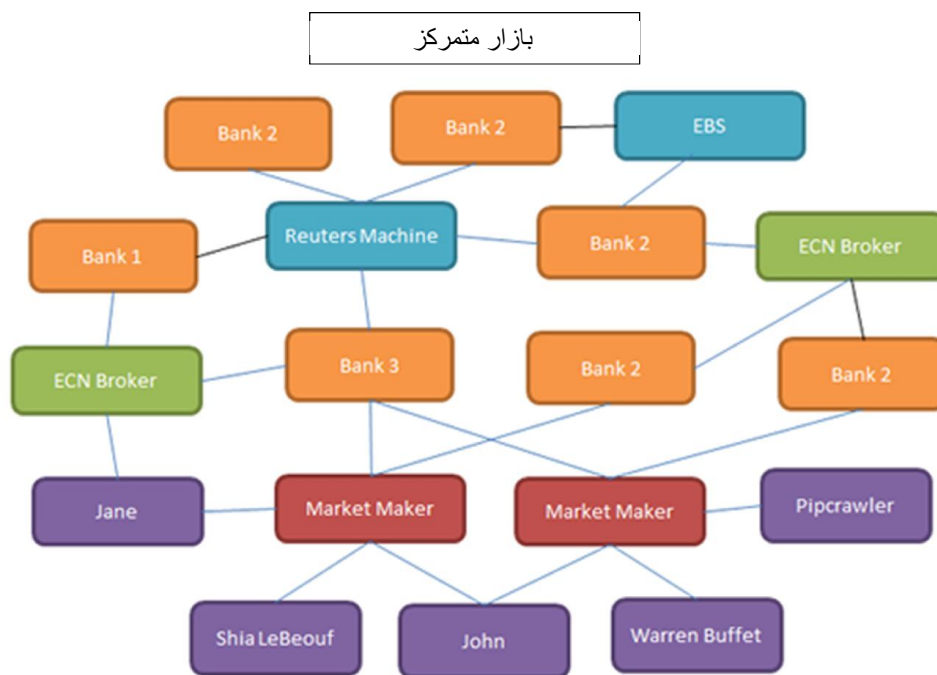 بازار متمرکز
Bank 2
Bank 2
EBS
Bank 1
Reuters Machine
Bank 2
ECN Broker
ECN Broker
Bank 3
Bank 2
Bank 2
Jane
Market Maker
Market Maker
Pipcrawler
Shia LeBeouf
John
Warren Buffet